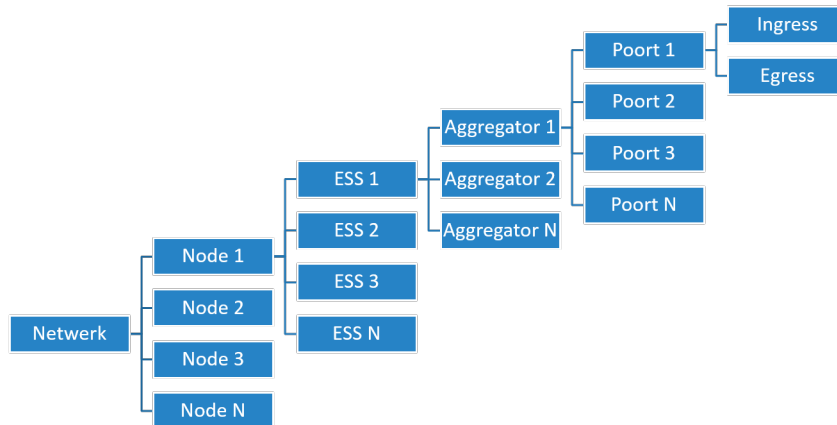 Netwerk
Node 1
Node 2
Node 3
Node N
ESS 1
ESS 2
ESS 3
ESS N
Aggregator 1
Aggregator 2
Aggregator N
Poort 1
Poort 2
Poort 3
Poort N
Ingress
Egress